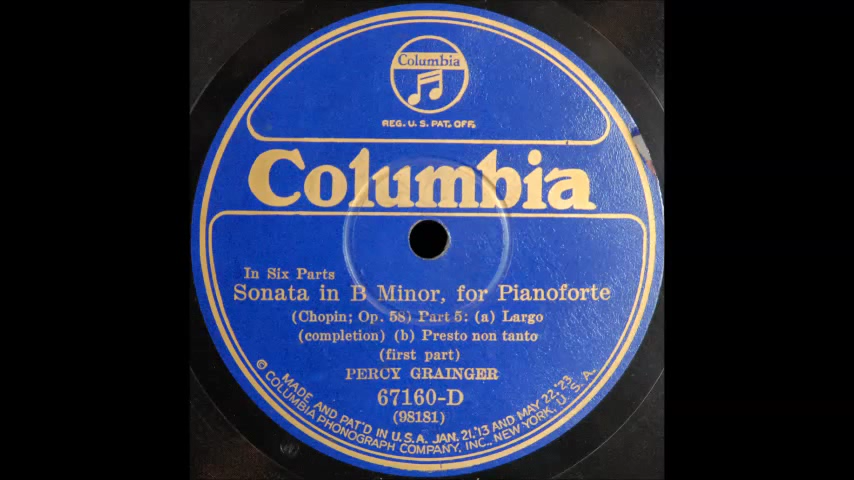 Columbia
REG. U. S. PAT. OFF.
Columbia
In Six Parts
Sonata in B Minor, for Pianoforte
(Chopin; Op. 58) Part 5: (a) Largo
(completion) (b) Presto non tanto
(first part)
PERCY GRAINGER
67160-D
(98181)
MADE AND PAT'D IN U.S.A. JAN. 21,'13 AND MAY 22,'23
© COLUMBIA PHONOGRAPH COMPANY, INC., NEW YORK, U.S.A.